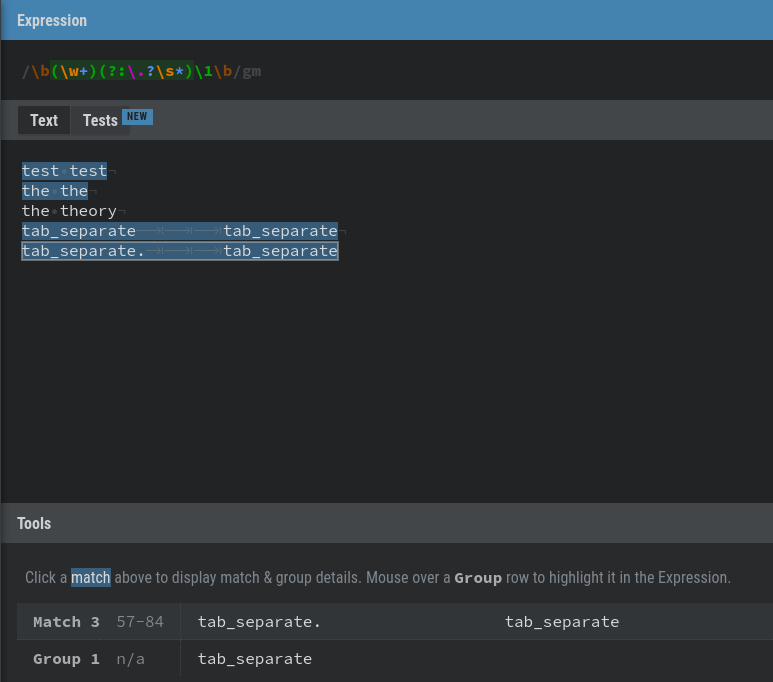 Expression
/\b(\w+)(?:\.?\s*)\1\b/gm
Text Tests NEW
test test
the the
the theory
tab_separate tab_separate
tab_separate. tab_separate
Tools
Click a match above to display match & group details. Mouse over a Group row to highlight it in the Expression.
Match 3 57-84 tab_separate. tab_separate
Group 1 n/a tab_separate